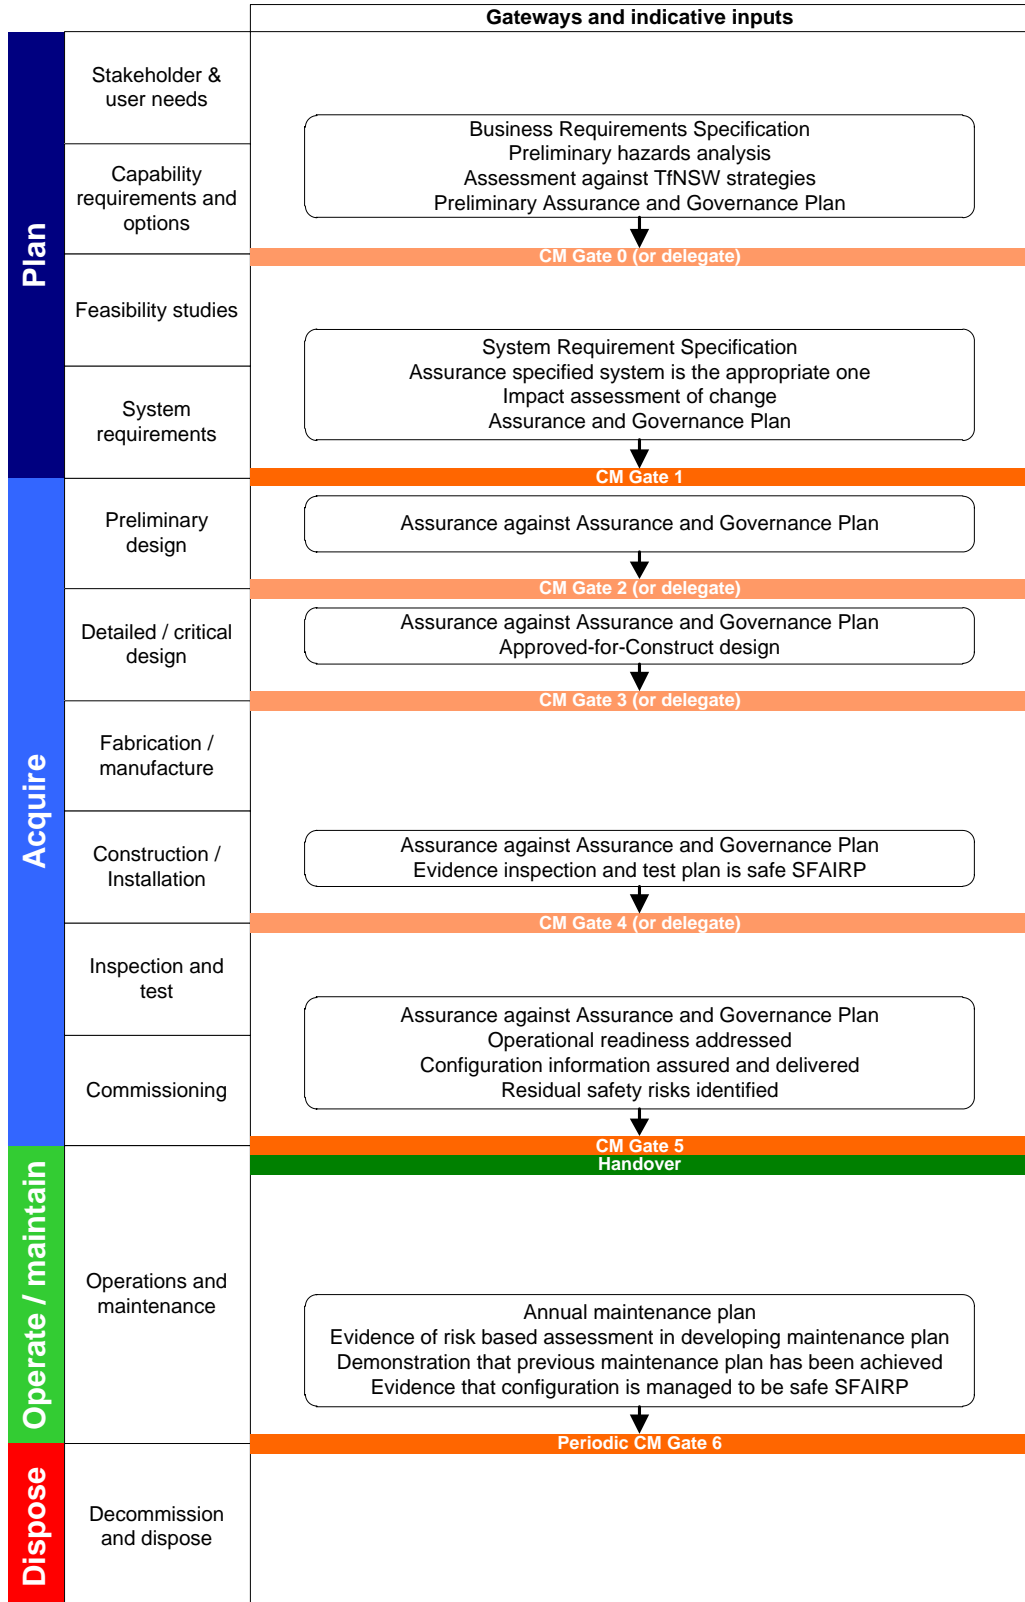 Gateways and indicative inputs
Plan
Stakeholder &
user needs
Business Requirements Specification
Preliminary hazards analysis
Assessment against TfNSW strategies
Preliminary Assurance and Governance Plan
Capability
requirements and
options
CM Gate 0 (or delegate)
Feasibility studies
System Requirement Specification
Assurance specified system is the appropriate one
Impact assessment of change
Assurance and Governance Plan
System
requirements
CM Gate 1
Acquire
Preliminary
design
Assurance against Assurance and Governance Plan
CM Gate 2 (or delegate)
Detailed / critical
design
Assurance against Assurance and Governance Plan
Approved-for-Construct design
CM Gate 3 (or delegate)
Fabrication /
manufacture
Construction /
Installation
Assurance against Assurance and Governance Plan
Evidence inspection and test plan is safe SFAIRP
CM Gate 4 (or delegate)
Inspection and
test
Assurance against Assurance and Governance Plan
Operational readiness addressed
Configuration information assured and delivered
Residual safety risks identified
Commissioning
CM Gate 5
Handover
Operate / maintain
Operations and
maintenance
Annual maintenance plan
Evidence of risk based assessment in developing maintenance plan
Demonstration that previous maintenance plan has been achieved
Evidence that configuration is managed to be safe SFAIRP
Periodic CM Gate 6
Dispose
Decommission
and dispose